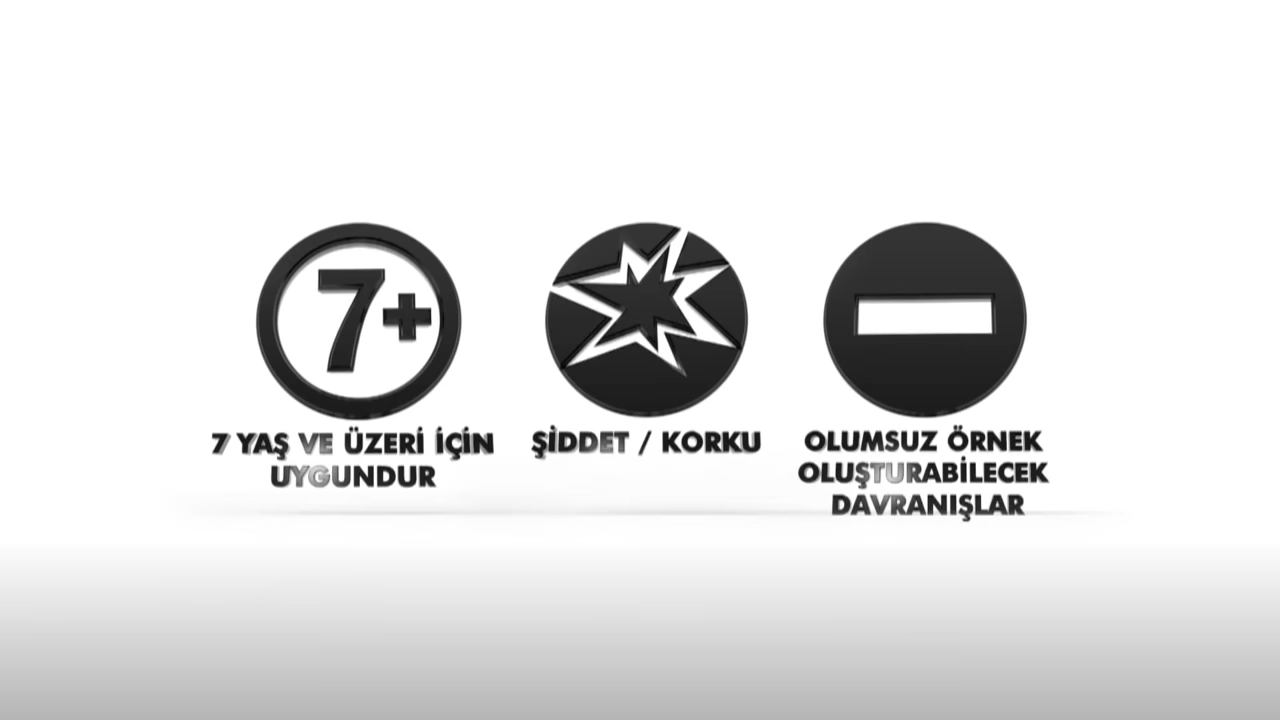 7+
7 YAŞ VE ÜZERİ İÇİN
UYGUNDUR
ŞİDDET / KORKU
OLUMSUZ ÖRNEK
OLUŞTURABİLECEK
DAVRANIŞLAR